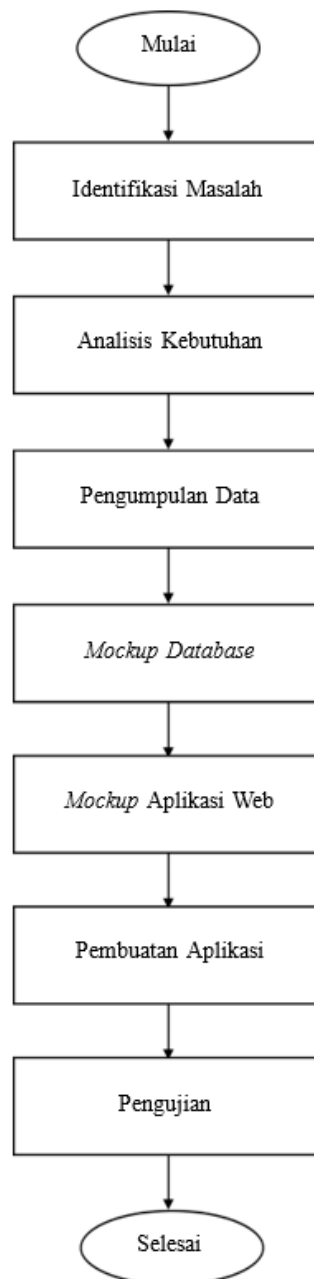 Mulai
Identifikasi Masalah
Analisis Kebutuhan
Pengumpulan Data
Mockup Database
Mockup Aplikasi Web
Pembuatan Aplikasi
Pengujian
Selesai